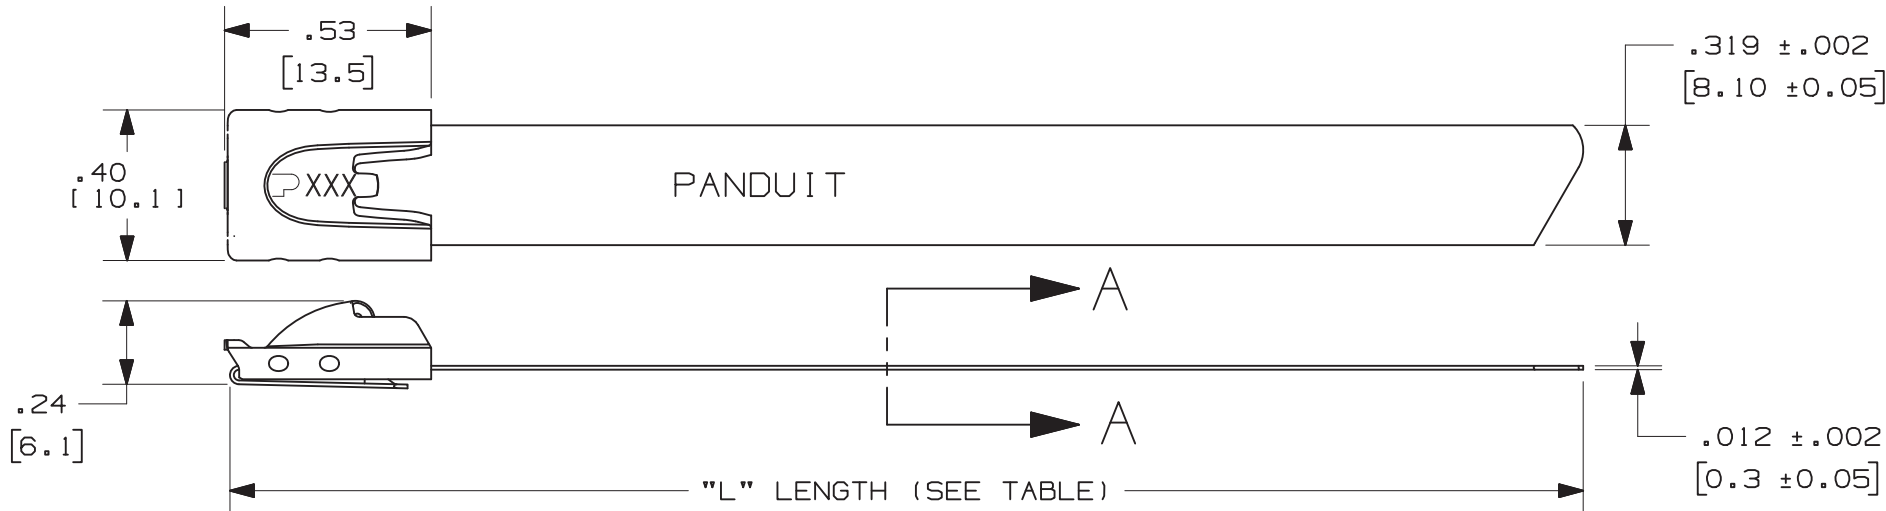 .53
[13.5]
.319 ±.002
[8.10 ±0.05]
.40
[10.1]
P XXX
PANDUIT
A
.24
[6.1]
A
.012 ±.002
[0.3 ±0.05]
"L" LENGTH (SEE TABLE)